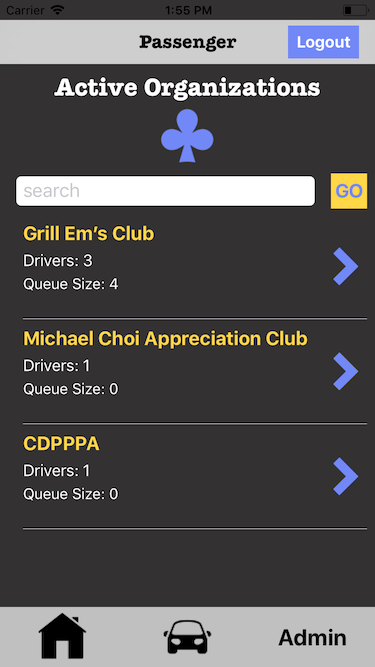 Carrier 1:55 PM
Passenger Logout
Active Organizations
search GO
Grill Em's Club
Drivers: 3
Queue Size: 4
Michael Choi Appreciation Club
Drivers: 1
Queue Size: 0
CDPPPA
Drivers: 1
Queue Size: 0
Admin